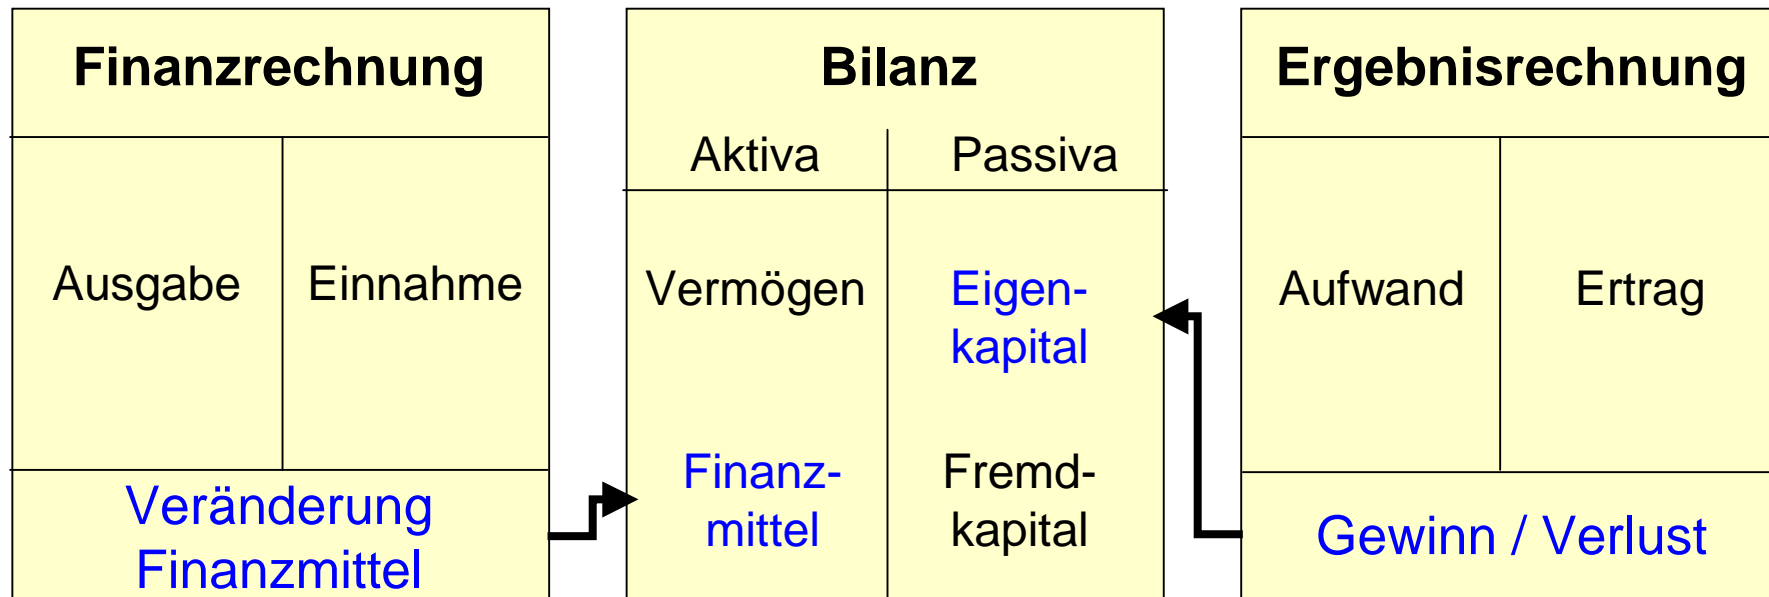 Finanzrechnung
Ausgabe
Einnahme
Veränderung
Finanzmittel
Bilanz
Aktiva
Passiva
Vermögen
Eigen-
kapital
Finanz-
mittel
Fremd-
kapital
Ergebnisrechnung
Aufwand
Ertrag
Gewinn / Verlust